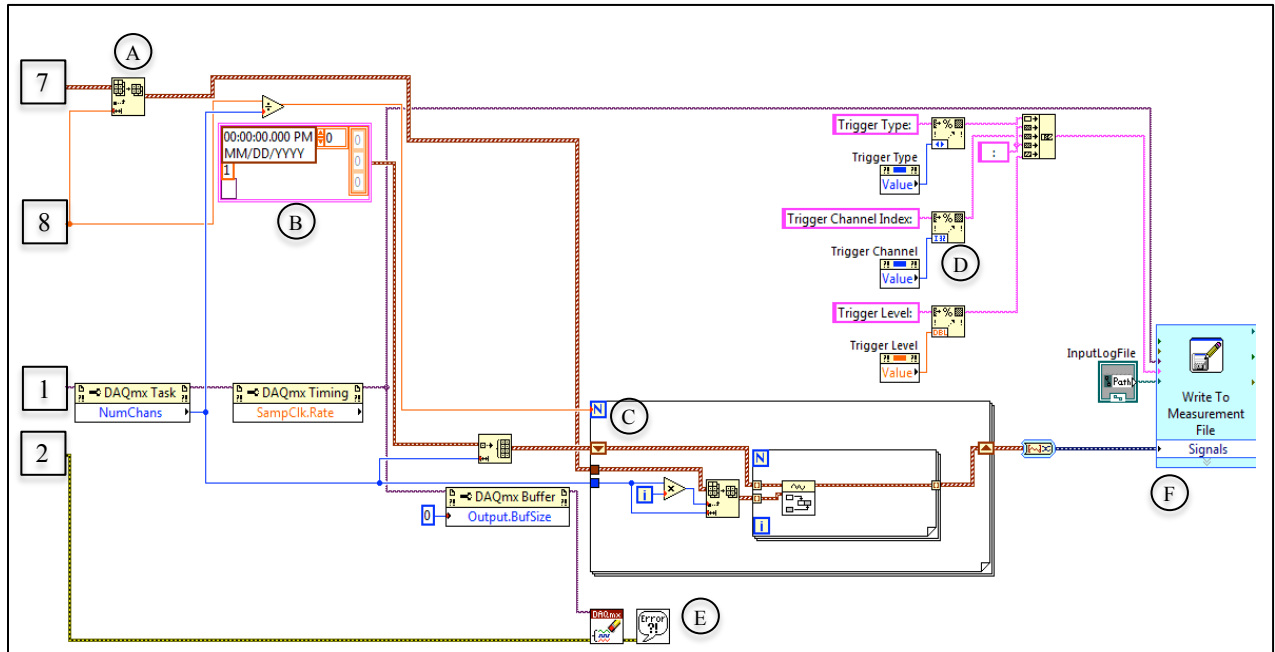 A
7
00:00:00.000 PM
MM/DD/YYYY
0
0
0
0
1
B
8
Trigger Type:
Trigger Type
Value
:
Trigger Channel Index:
I32
D
Trigger Channel
Value
Trigger Level:
DBL
Trigger Level
Value
InputLogFile
Path
Write To
Measurement
File
Signals
F
1
DAQmx Task
NumChans
DAQmx Timing
SampClk.Rate
N
C
2
N
i
i
DAQmx Buffer
0
Output.BufSize
DAQmx
Error
?!
E